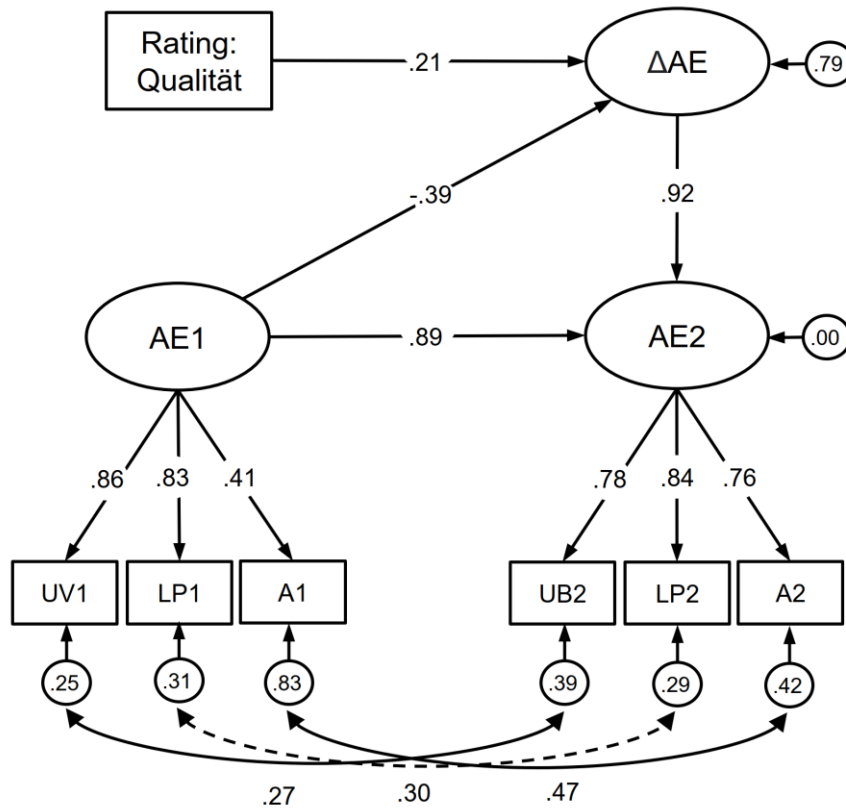 Rating:
Qualität
.21
ΔAE
.79
-.39
.92
AE1
.89
AE2
.00
.86
.83
.41
.78
.84
.76
UV1
LP1
A1
UB2
LP2
A2
.25
.31
.83
.39
.29
.42
.27
.30
.47